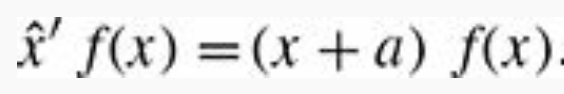 x̂′ f(x) = (x + a) f(x).